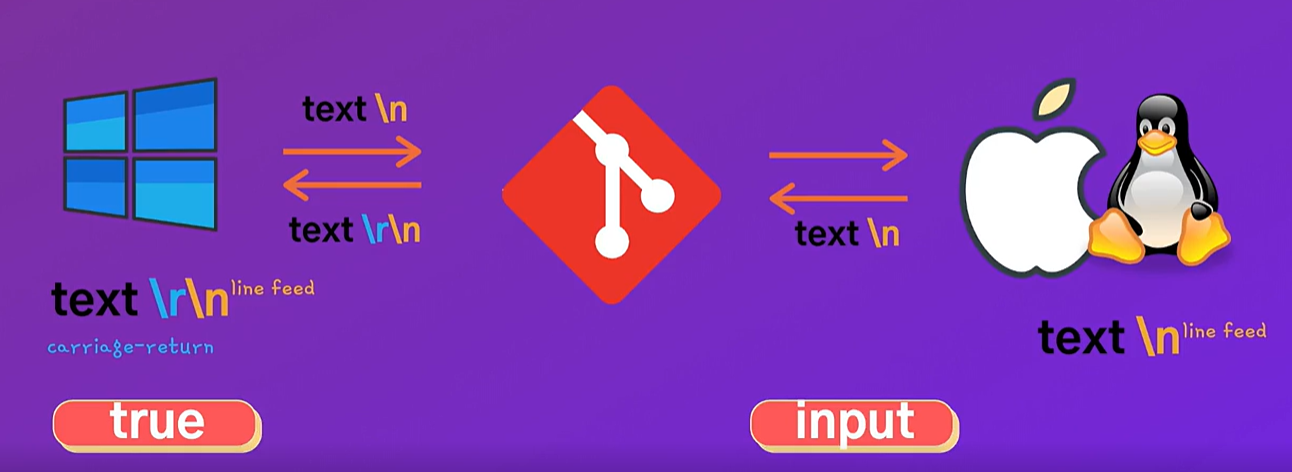 text \n
text \r\n
text \n
text \r\n line feed
carriage-return
text \n line feed
true
input